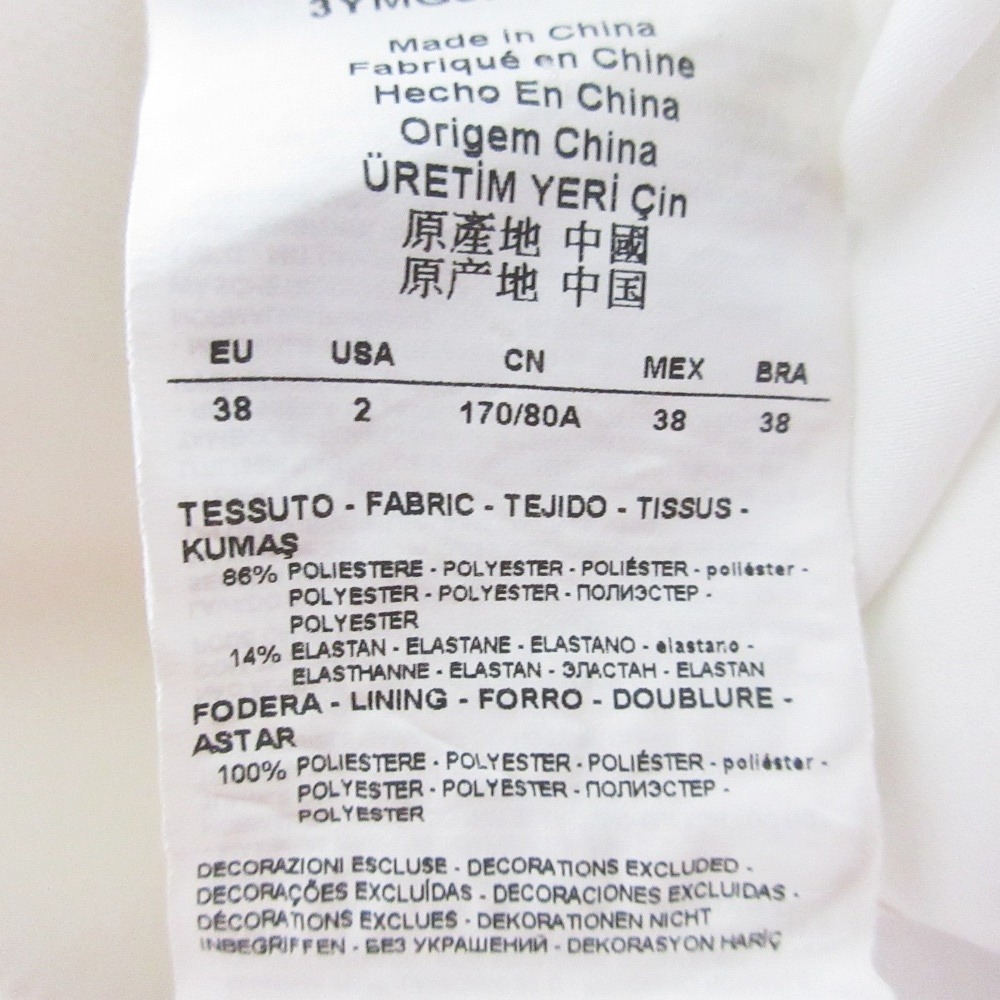 Made in China
Fabriqué en Chine
Hecho En China
Origem China
ÜRETİM YERİ Çin
原產地 中國
原产地 中国
EU USA CN MEX BRA
38 2 170/80A 38 38
TESSUTO - FABRIC - TEJIDO - TISSUS -
KUMAŞ
86% POLIESTERE - POLYESTER - POLIÉSTER - poliéster -
POLYESTER - POLYESTER - ПОЛИЭСТЕР -
POLYESTER
14% ELASTAN - ELASTANE - ELASTANO - elastano -
ELASTHANNE - ELASTAN - ЭЛАСТАН - ELASTAN
FODERA - LINING - FORRO - DOUBLURE -
ASTAR
100% POLIESTERE - POLYESTER - POLIÉSTER - poliéster -
POLYESTER - POLYESTER - ПОЛИЭСТЕР -
POLYESTER
DECORAZIONI ESCLUSE - DECORATIONS EXCLUDED -
DECORAÇÕES EXCLUÍDAS - DECORACIONES EXCLUIDAS -
DÉCORATIONS EXCLUES - DEKORATIONEN NICHT
INBEGRIFFEN - БЕЗ УКРАШЕНИЙ - DEKORASYON HARİÇ